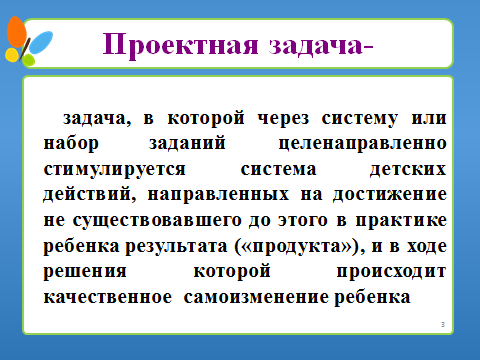 Проектная задача-
задача, в которой через систему или
набор заданий целенаправленно
стимулируется система детских
действий, направленных на достижение
не существовавшего до этого в практике
ребенка результата («продукта»), и в ходе
решения которой происходит
качественное самоизменение ребенка
3